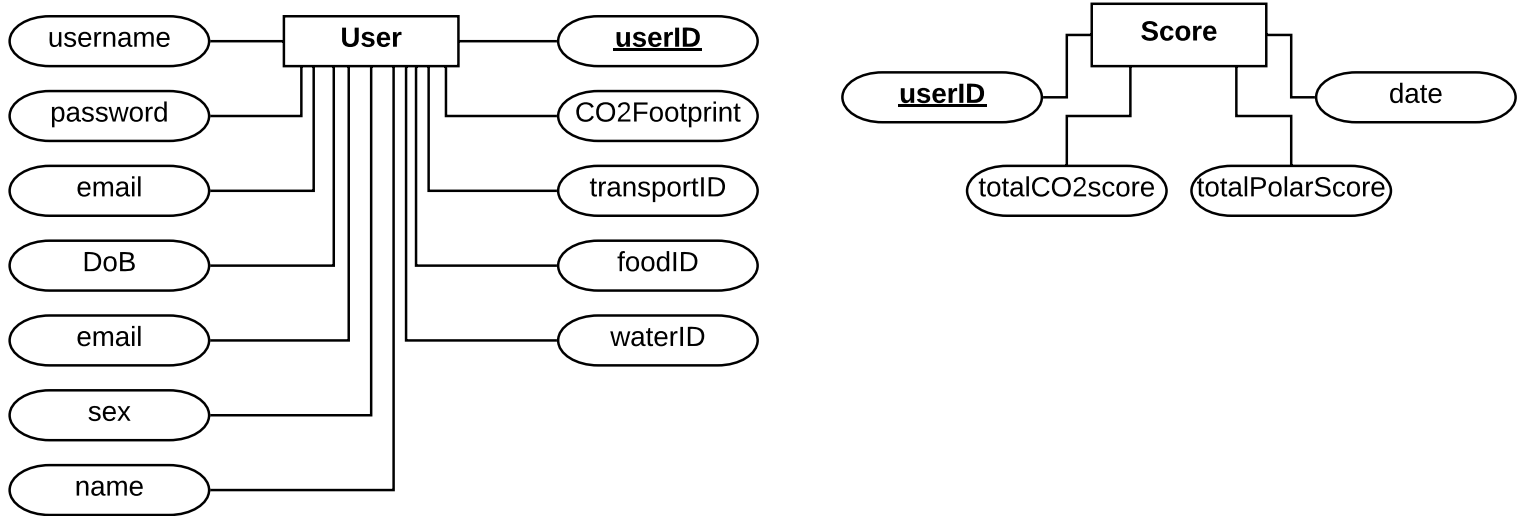 User
username
password
email
DoB
email
sex
name
userID
CO2Footprint
transportID
foodID
waterID
Score
userID
totalCO2score
totalPolarScore
date